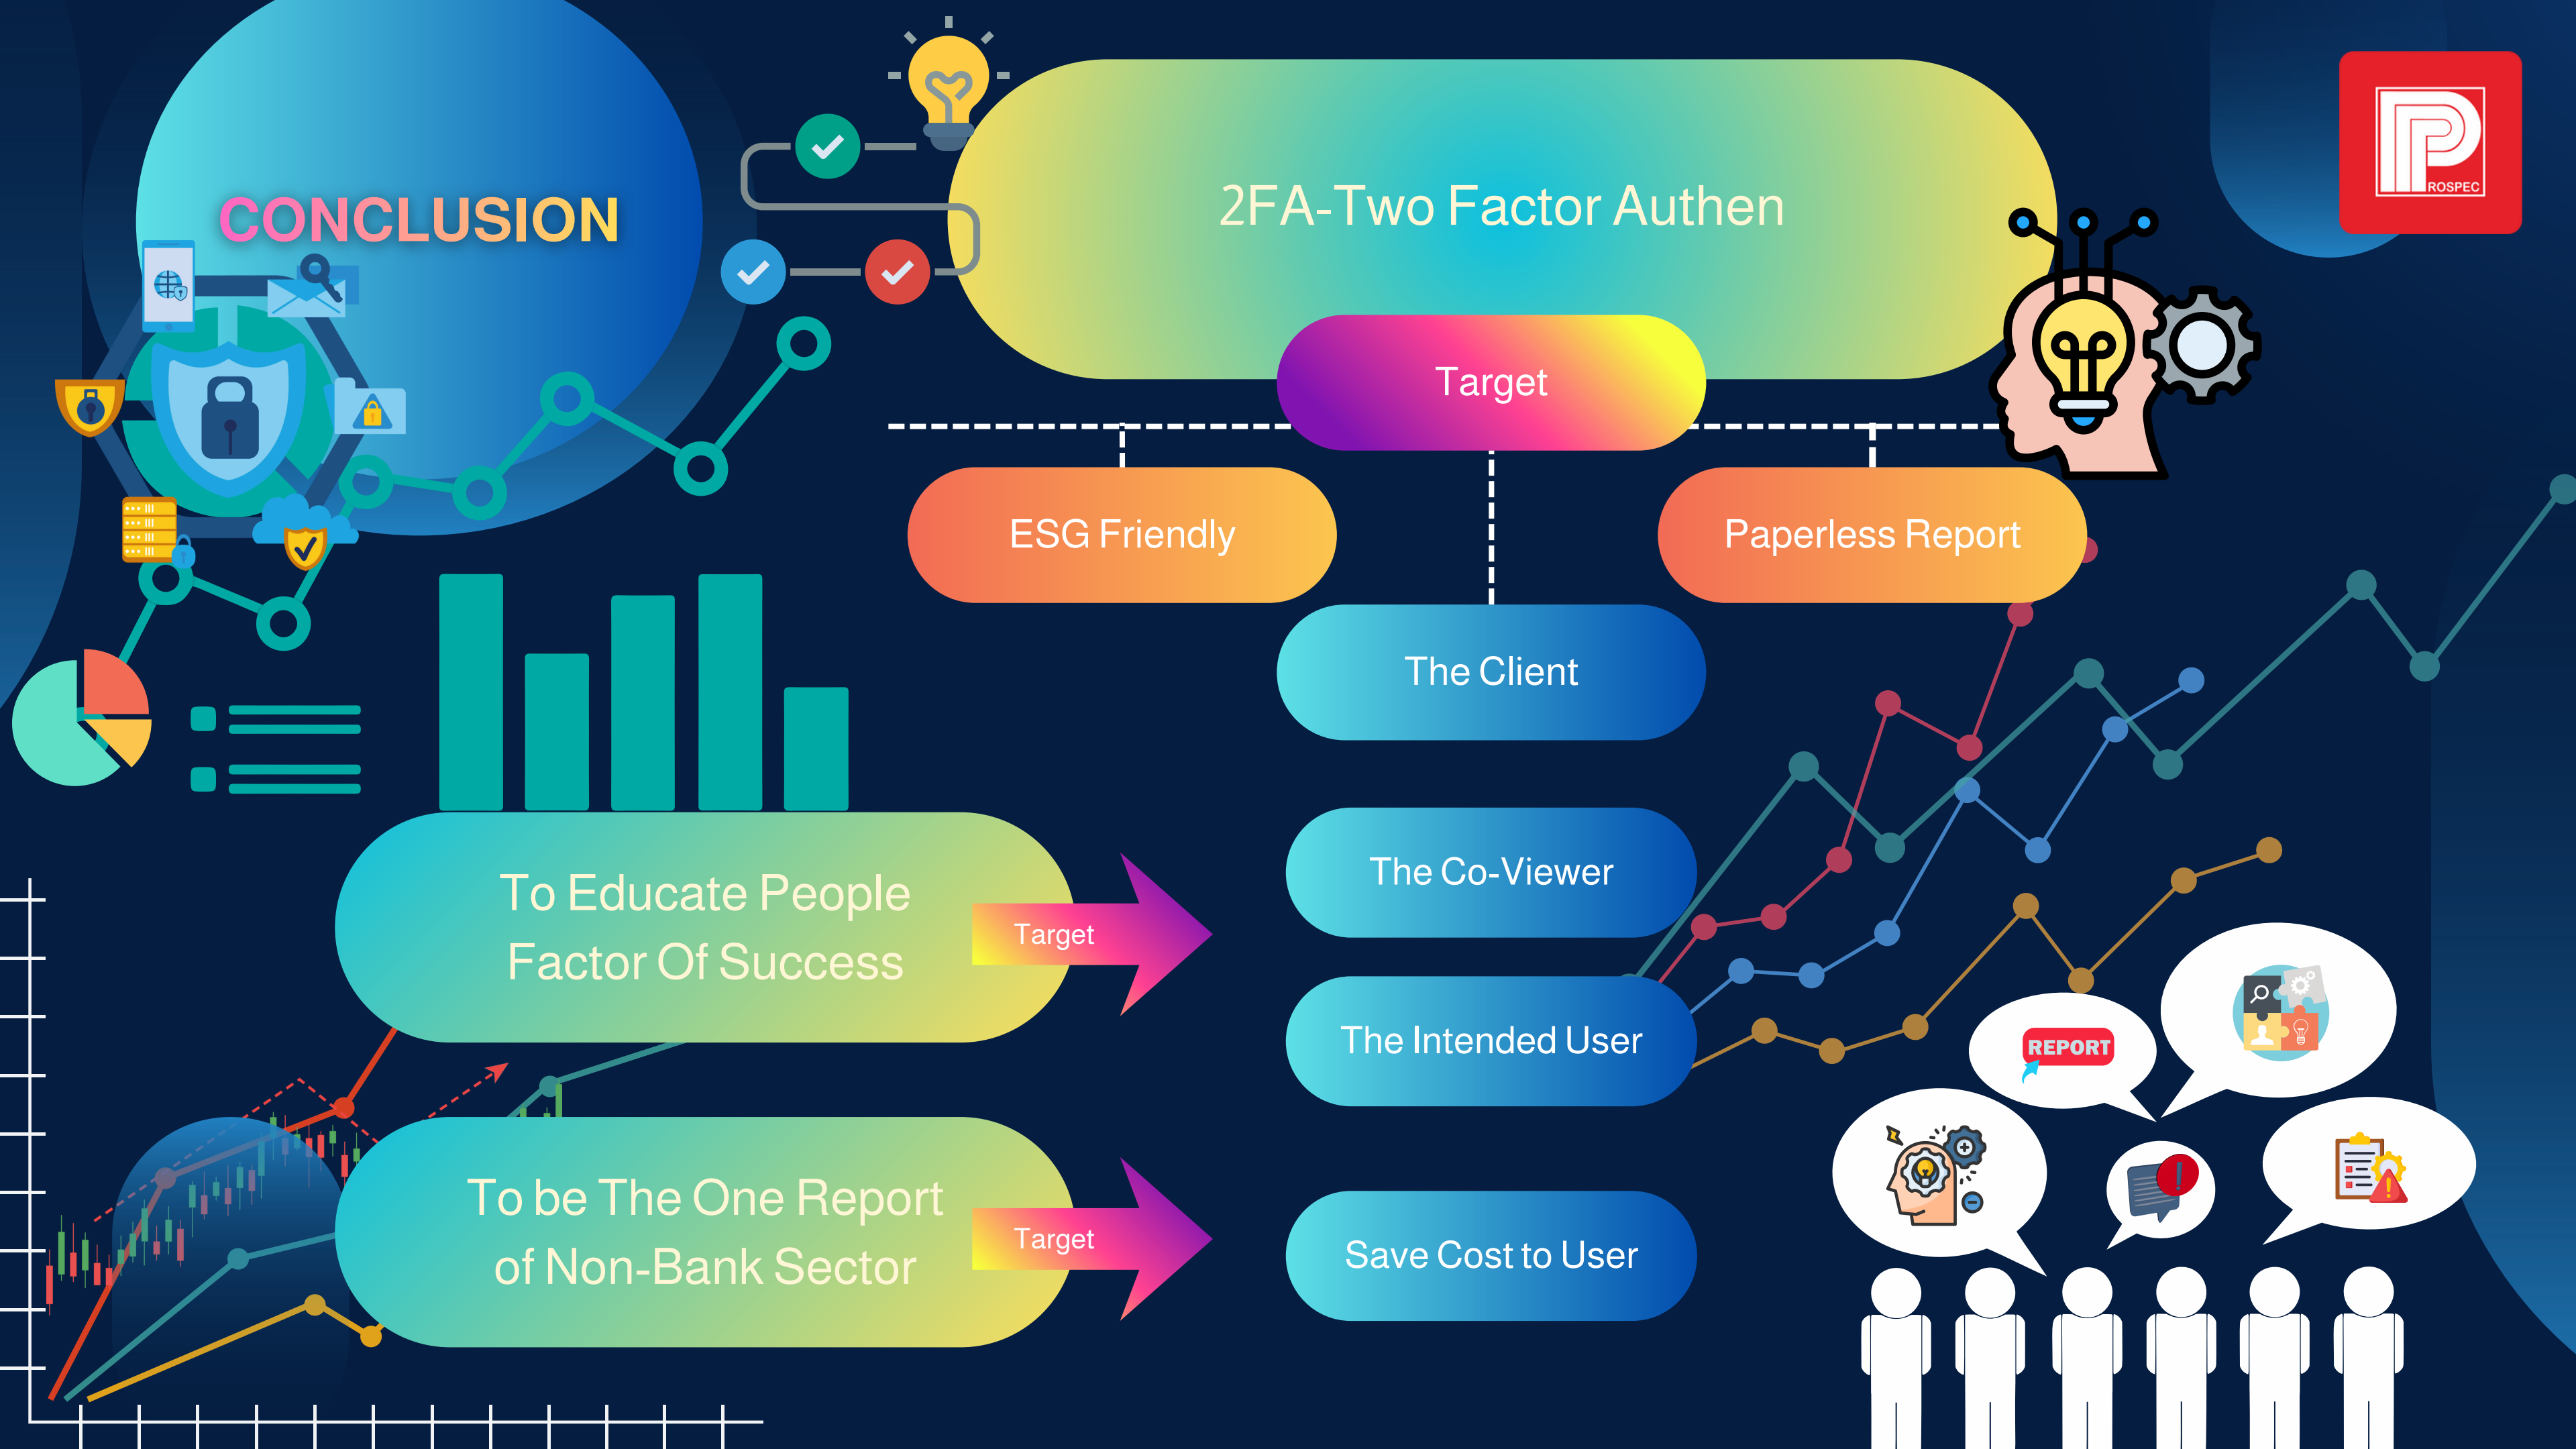 CONCLUSION
2FA-Two Factor Authen
PROSPEC
Target
ESG Friendly
Paperless Report
The Client
To Educate People
Factor Of Success
Target
The Co-Viewer
The Intended User
REPORT
To be The One Report
of Non-Bank Sector
Target
Save Cost to User